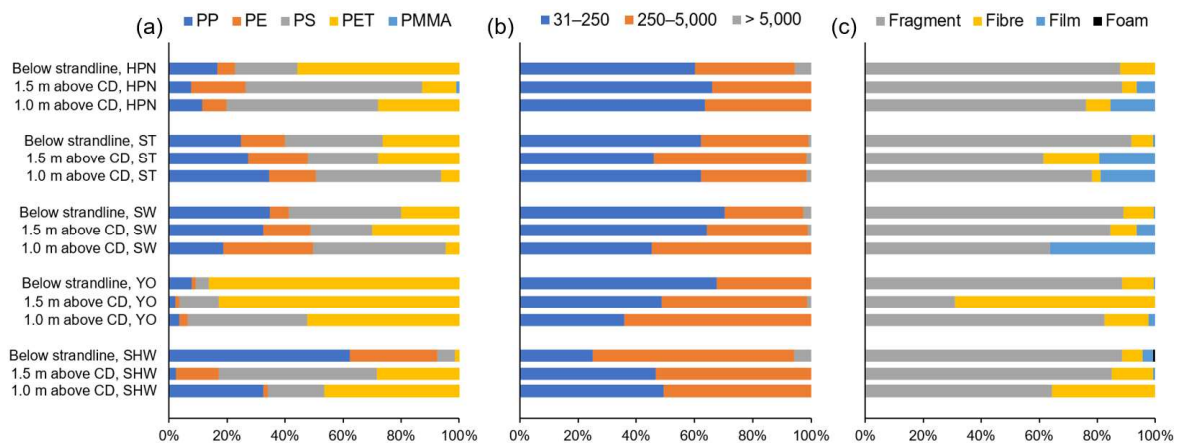 (a) PP PE PS PET PMMA
(b) 31–250 250–5,000 > 5,000
(c) Fragment Fibre Film Foam
Below strandline, HPN
1.5 m above CD, HPN
1.0 m above CD, HPN
Below strandline, ST
1.5 m above CD, ST
1.0 m above CD, ST
Below strandline, SW
1.5 m above CD, SW
1.0 m above CD, SW
Below strandline, YO
1.5 m above CD, YO
1.0 m above CD, YO
Below strandline, SHW
1.5 m above CD, SHW
1.0 m above CD, SHW
0% 20% 40% 60% 80% 100%
0% 20% 40% 60% 80% 100%
0% 20% 40% 60% 80% 100%